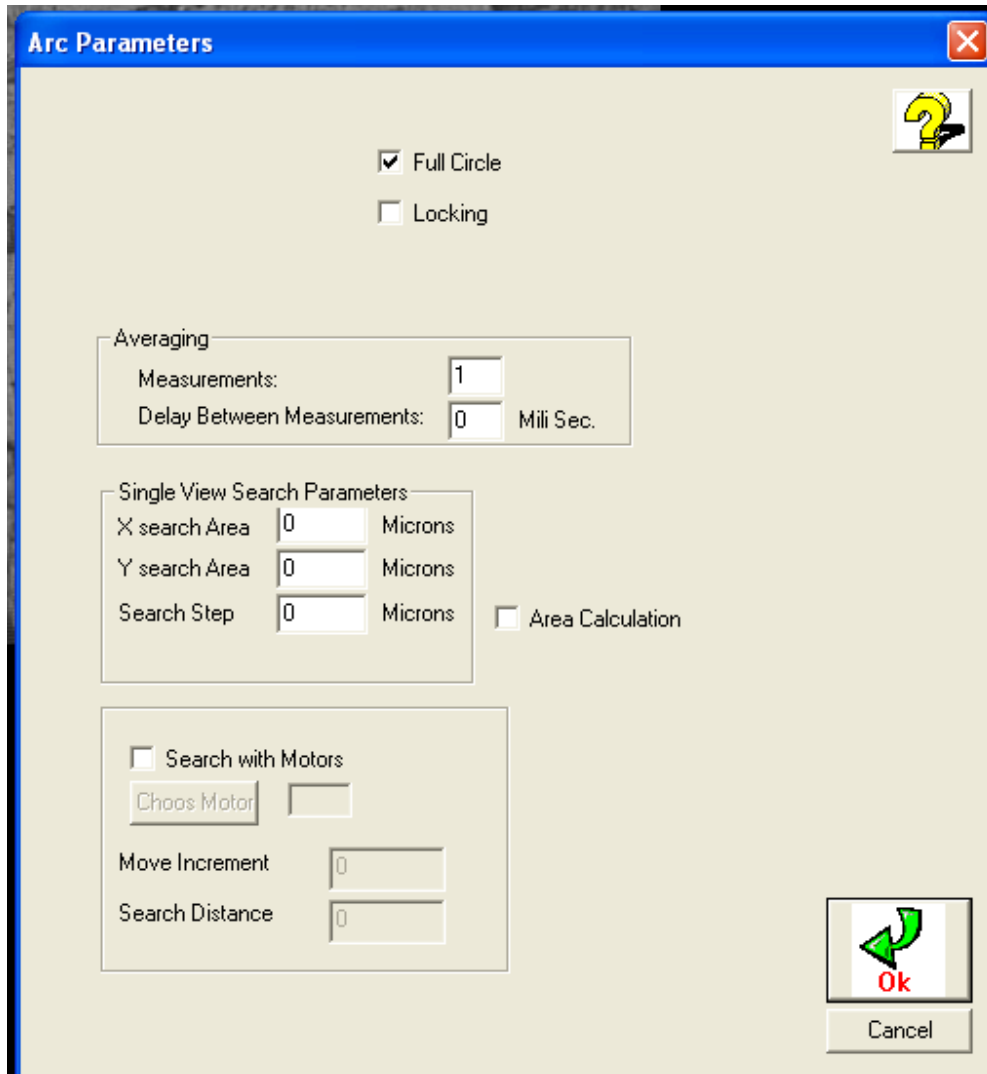 Arc Parameters
Full Circle
Locking
Averaging
Measurements: 1
Delay Between Measurements: 0 Mili Sec.
Single View Search Parameters
X search Area 0 Microns
Y search Area 0 Microns
Search Step 0 Microns
Area Calculation
Search with Motors
Choos Motor
Move Increment 0
Search Distance 0
Ok
Cancel